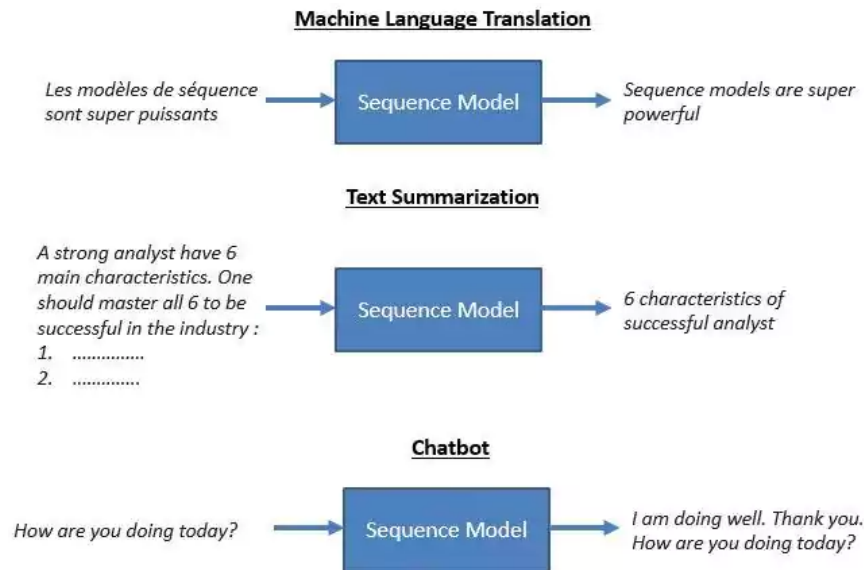 Machine Language Translation
Les modèles de séquence
sont super puissants
Sequence Model
Sequence models are super
powerful
Text Summarization
A strong analyst have 6
main characteristics. One
should master all 6 to be
successful in the industry :
1. ...............
2. ..............
Sequence Model
6 characteristics of
successful analyst
Chatbot
How are you doing today?
Sequence Model
I am doing well. Thank you.
How are you doing today?